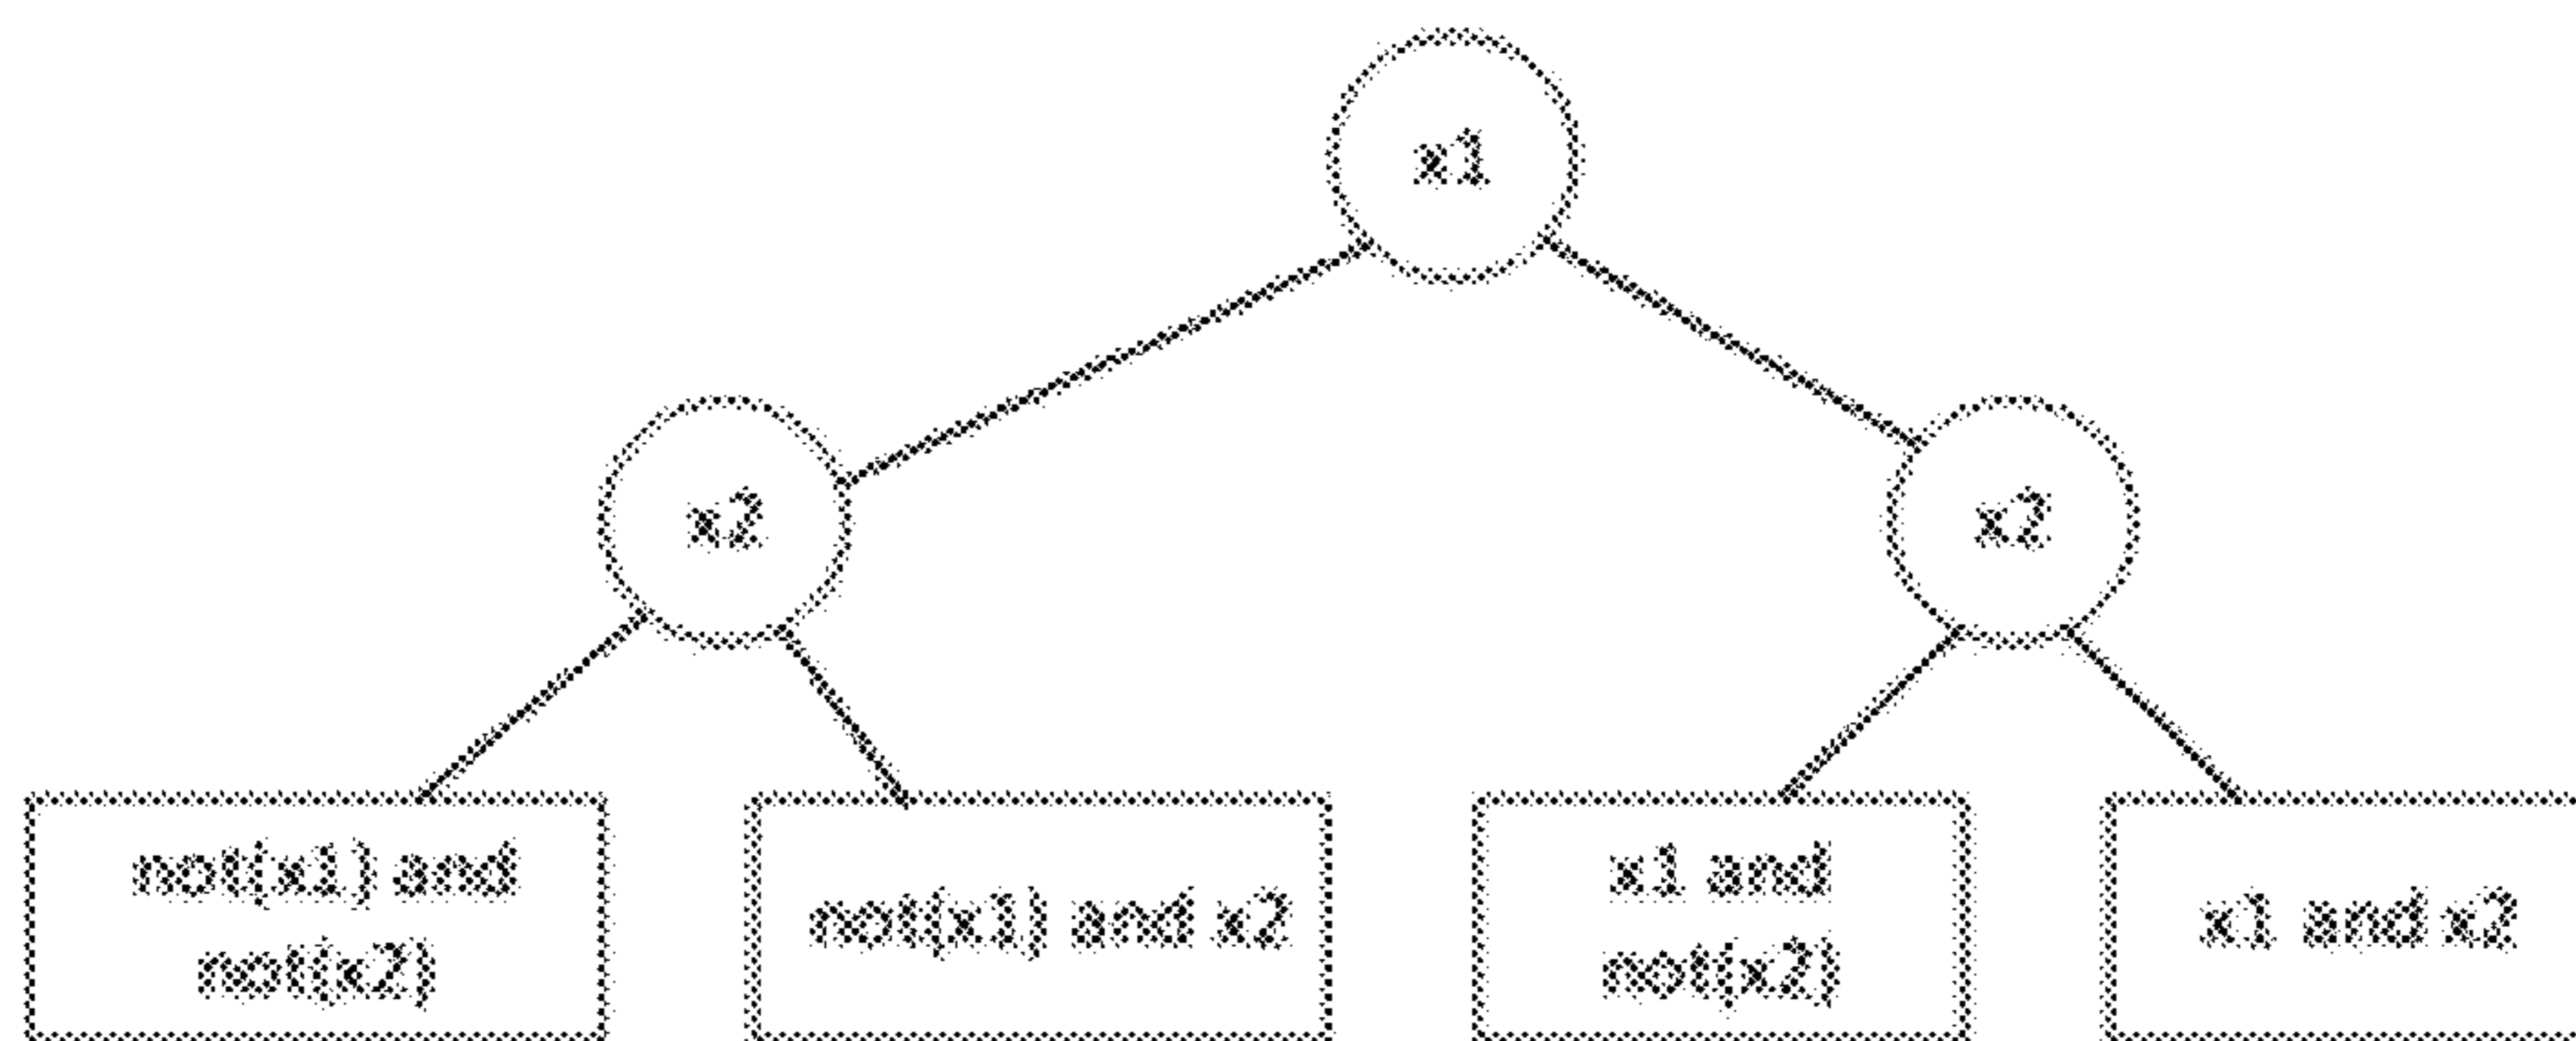 x1
x2
x2
not(x1) and
not(x2)
not(x1) and x2
x1 and
not(x2)
x1 and x2